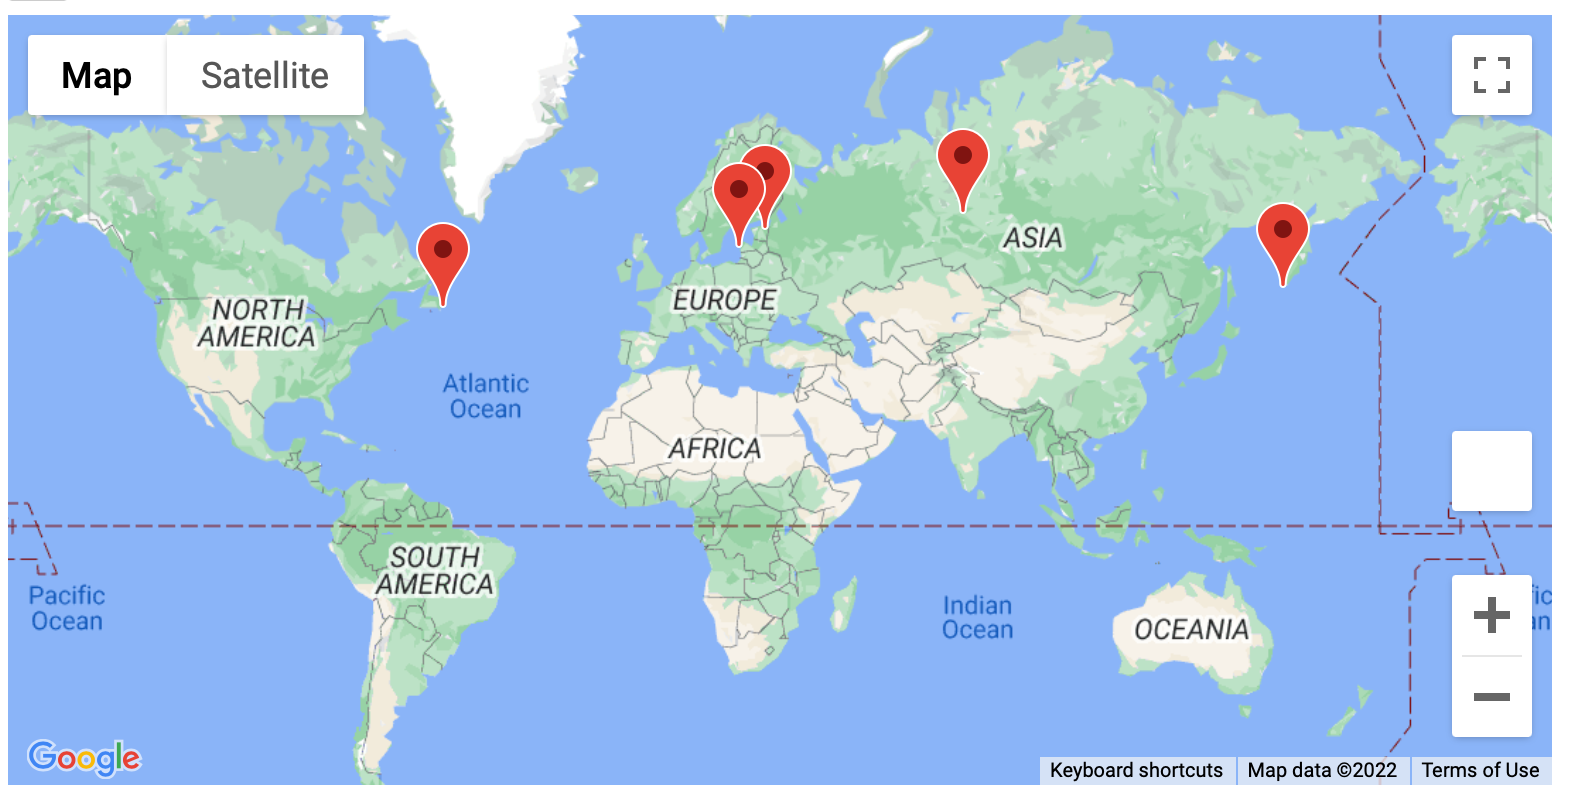 Map
Satellite
ASIA
EUROPE
NORTH
AMERICA
Atlantic
Ocean
AFRICA
SOUTH
AMERICA
Pacific
Ocean
Indian
Ocean
OCEANIA
Google
Keyboard shortcuts
Map data ©2022
Terms of Use